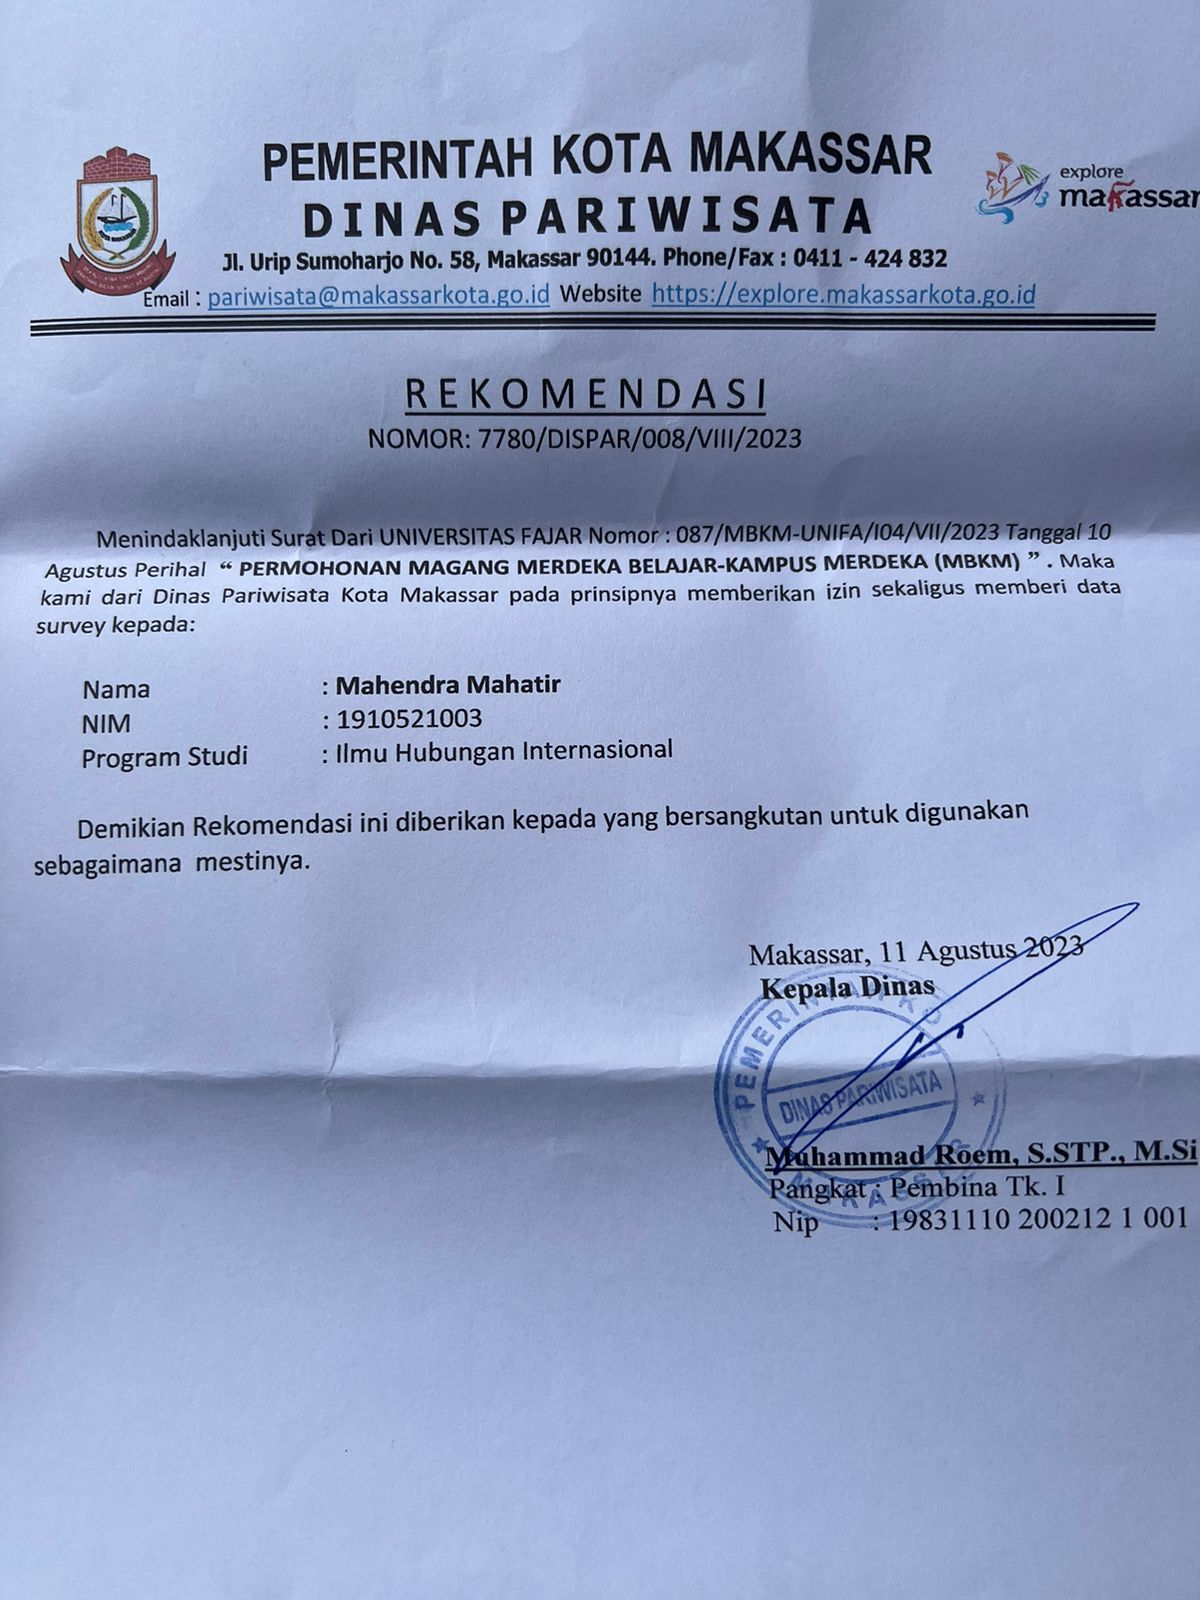 PEMERINTAH KOTA MAKASSAR
DINAS PARIWISATA
explore
makassar
Jl. Urip Sumoharjo No. 58, Makassar 90144. Phone/Fax : 0411 - 424 832
Email : pariwisata@makassarkota.go.id Website https://explore.makassarkota.go.id
REKOMENDASI
NOMOR: 7780/DISPAR/008/VIII/2023
Menindaklanjuti Surat Dari UNIVERSITAS FAJAR Nomor : 087/MBKM-UNIFA/I04/VII/2023 Tanggal 10
Agustus Perihal “ PERMOHONAN MAGANG MERDEKA BELAJAR-KAMPUS MERDEKA (MBKM) ” . Maka
kami dari Dinas Pariwisata Kota Makassar pada prinsipnya memberikan izin sekaligus memberi data
survey kepada:
Nama : Mahendra Mahatir
NIM : 1910521003
Program Studi : Ilmu Hubungan Internasional
Demikian Rekomendasi ini diberikan kepada yang bersangkutan untuk digunakan
sebagaimana mestinya.
Makassar, 11 Agustus 2023
Kepala Dinas
DINAS PARIWISATA
Muhammad Roem, S.STP., M.Si
Pangkat : Pembina Tk. I
Nip : 19831110 200212 1 001